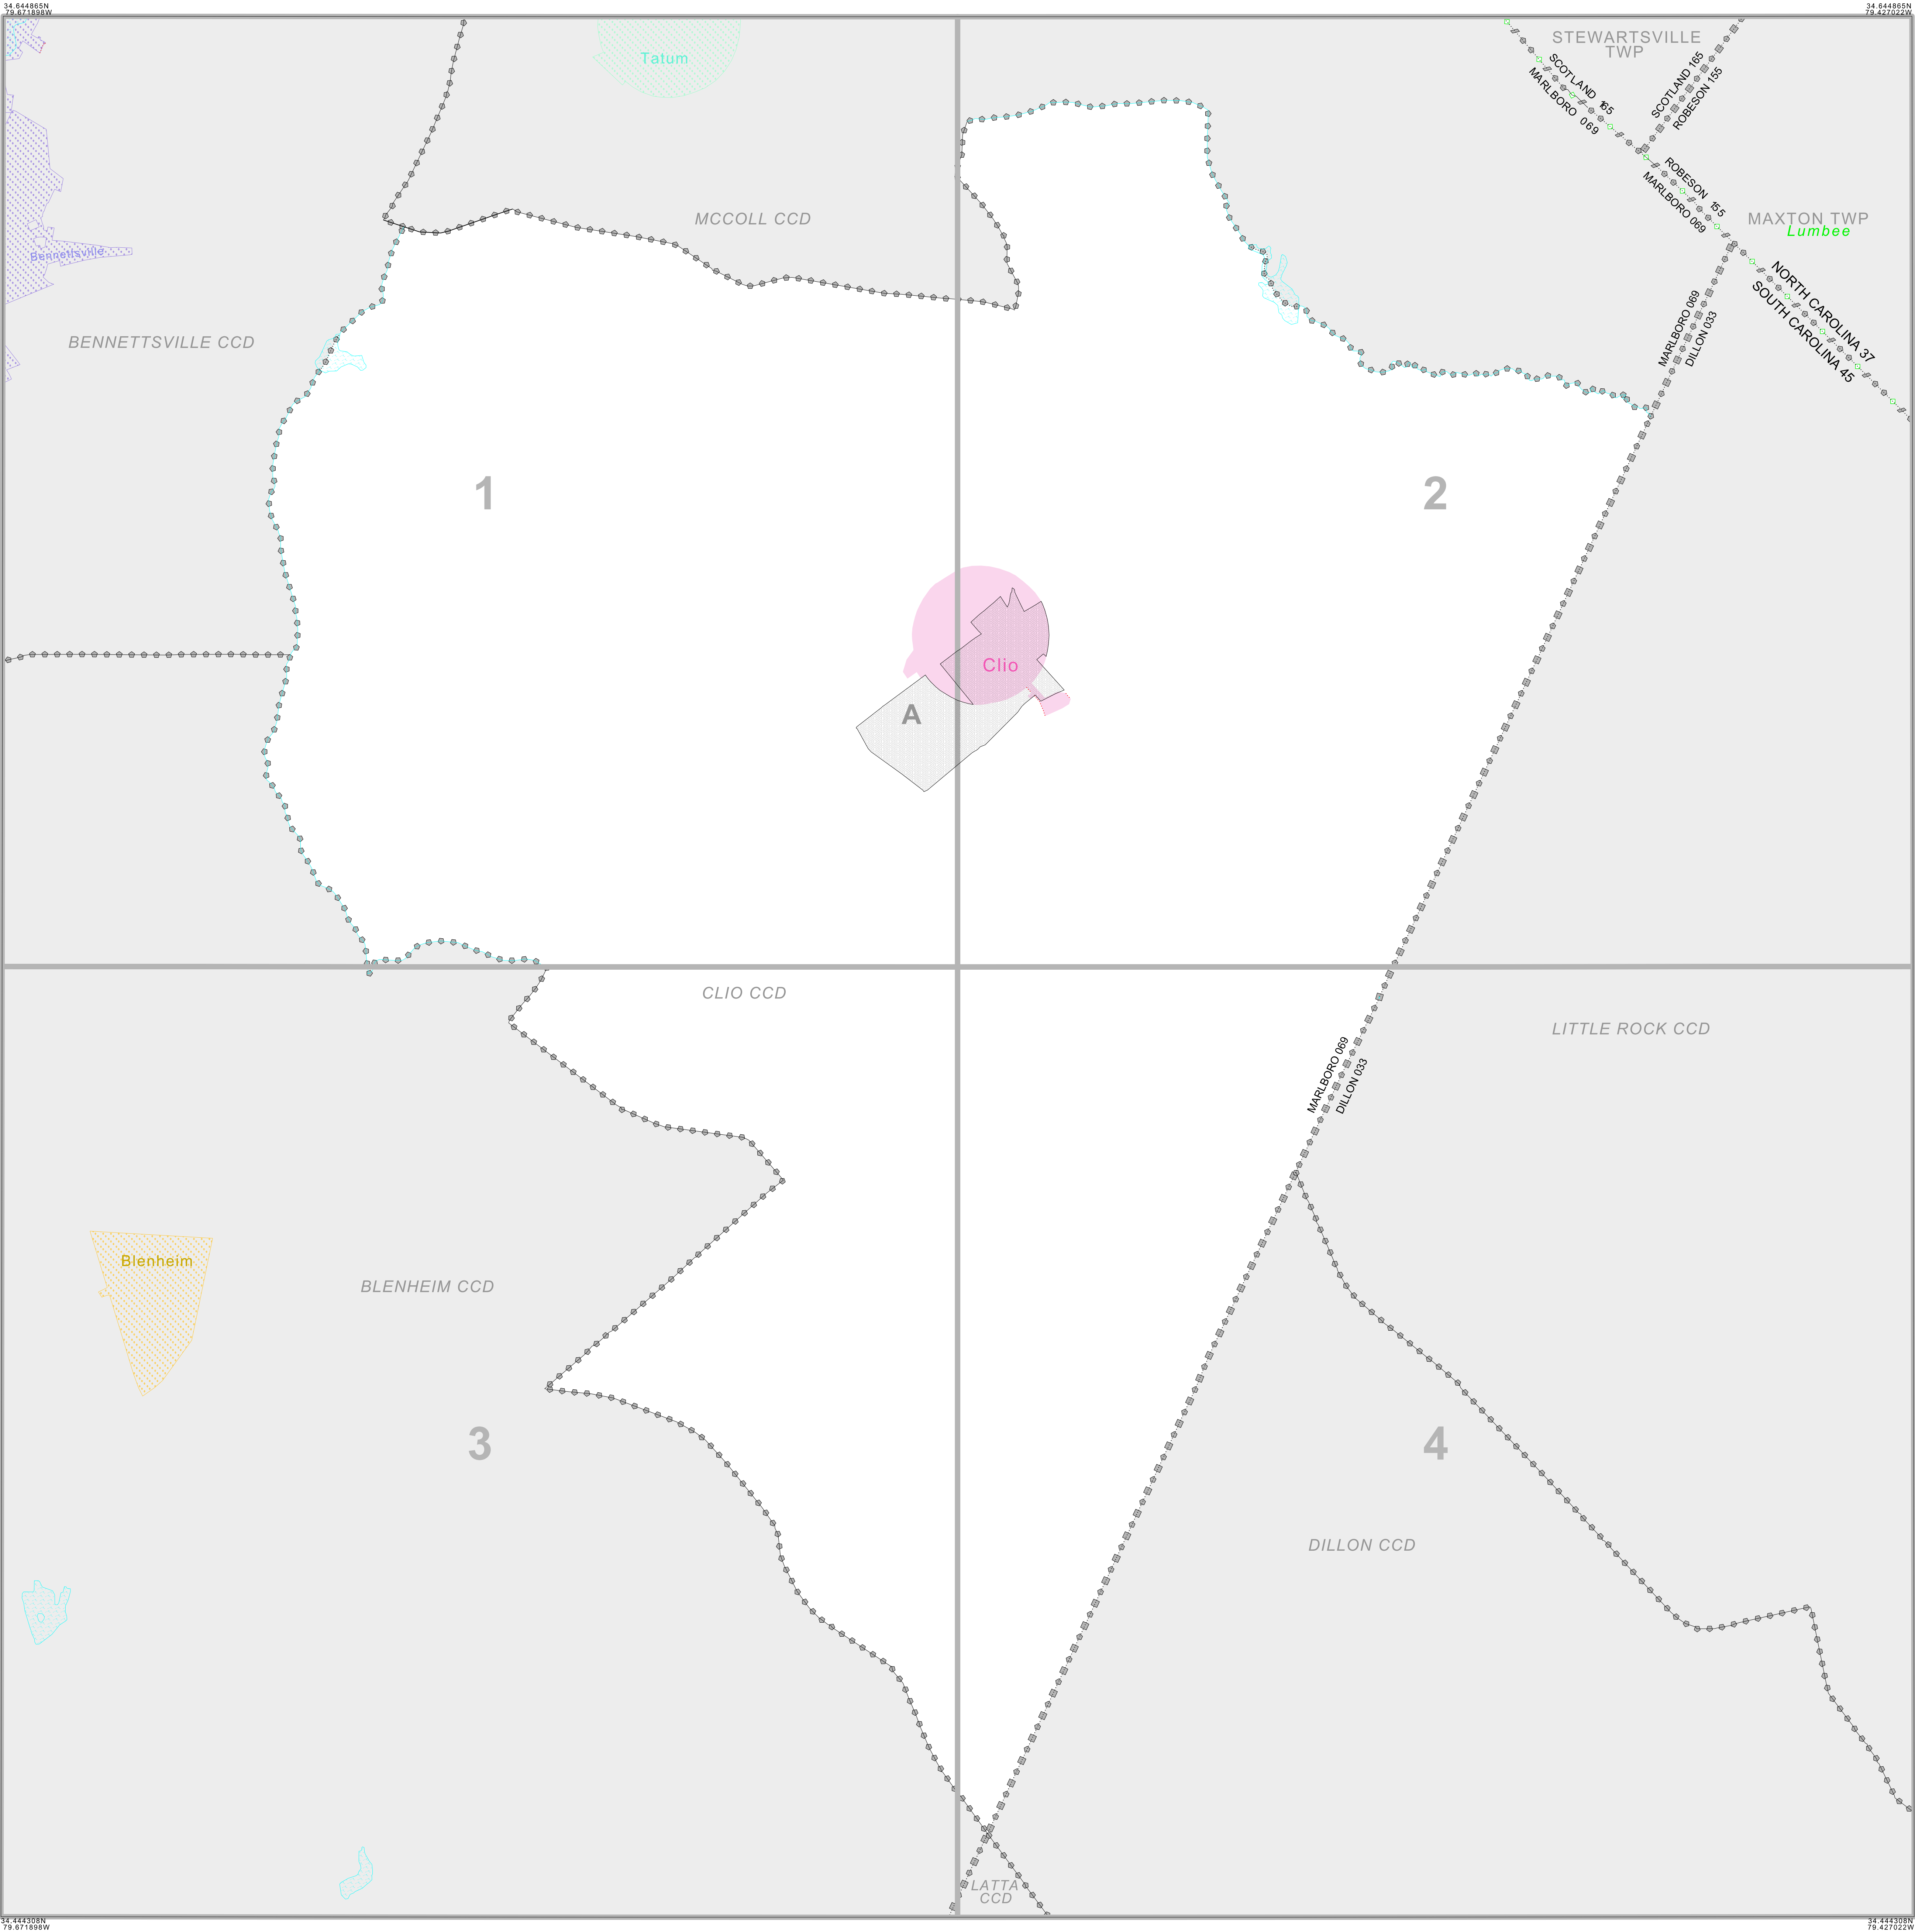 34.644865N
79.671898W
34.644865N
79.427022W
STEWARTSVILLE
TWP
Tatum
SCOTLAND 165
MARLBORO 069
SCOTLAND 165
ROBESON 155
ROBESON 155
MARLBORO 069
MCCOLL CCD
MAXTON TWP
Lumbee
Bennettsville
NORTH CAROLINA 37
SOUTH CAROLINA 45
MARLBORO 069
DILLON 033
BENNETTSVILLE CCD
1
2
Clio
A
CLIO CCD
LITTLE ROCK CCD
MARLBORO 069
DILLON 033
Blenheim
BLENHEIM CCD
3
4
DILLON CCD
LATTA
CCD
34.444308N
79.671898W
34.444308N
79.427022W